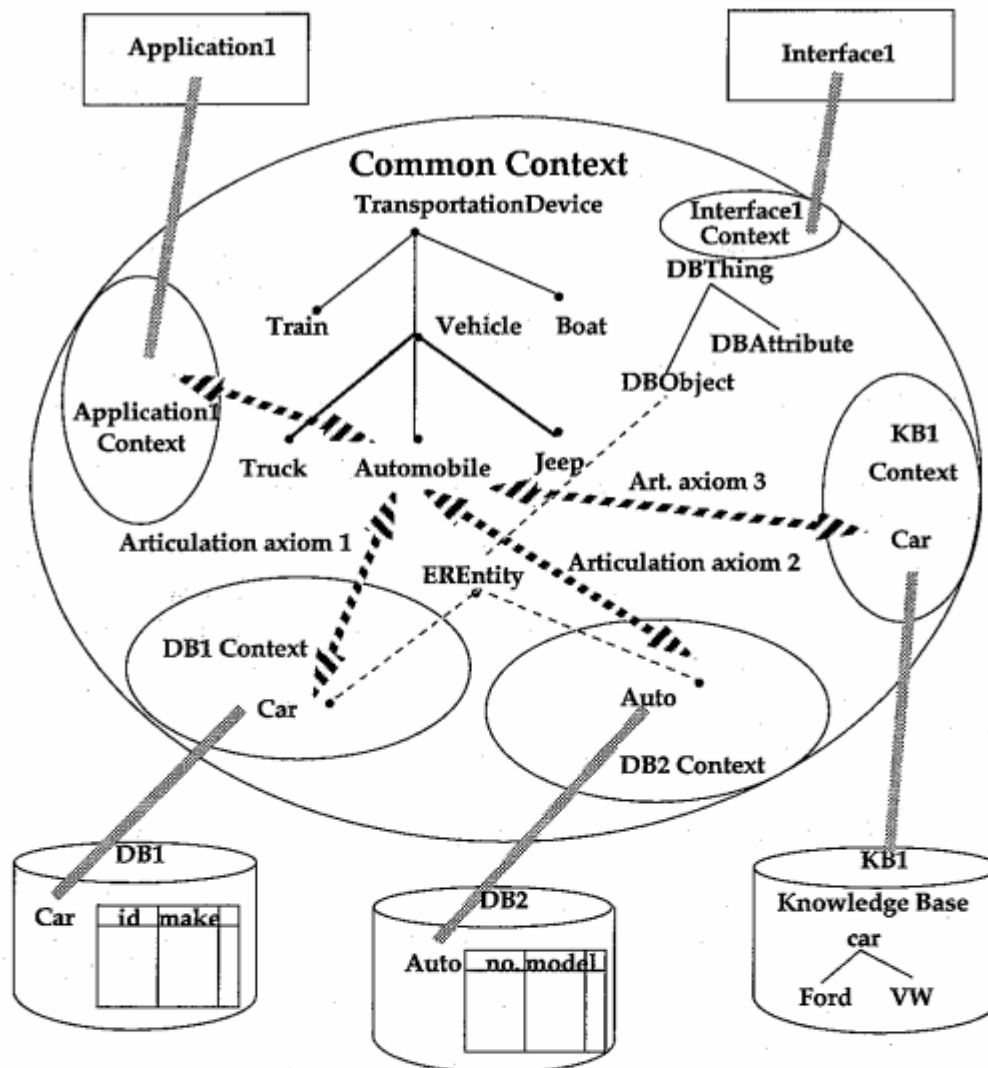 Application1
Interface1
Common Context
TransportationDevice
Interface1
Context
DBThing
Train
Vehicle
Boat
DBAttribute
DBObject
Application1
Context
KB1
Context
Truck
Automobile
Jeep
Art. axiom 3
Car
Articulation axiom 1
Articulation axiom 2
EREntity
DB1 Context
Car
Auto
DB2 Context
DB1
Car
id make
DB2
Auto
no. model
KB1
Knowledge Base
car
Ford VW